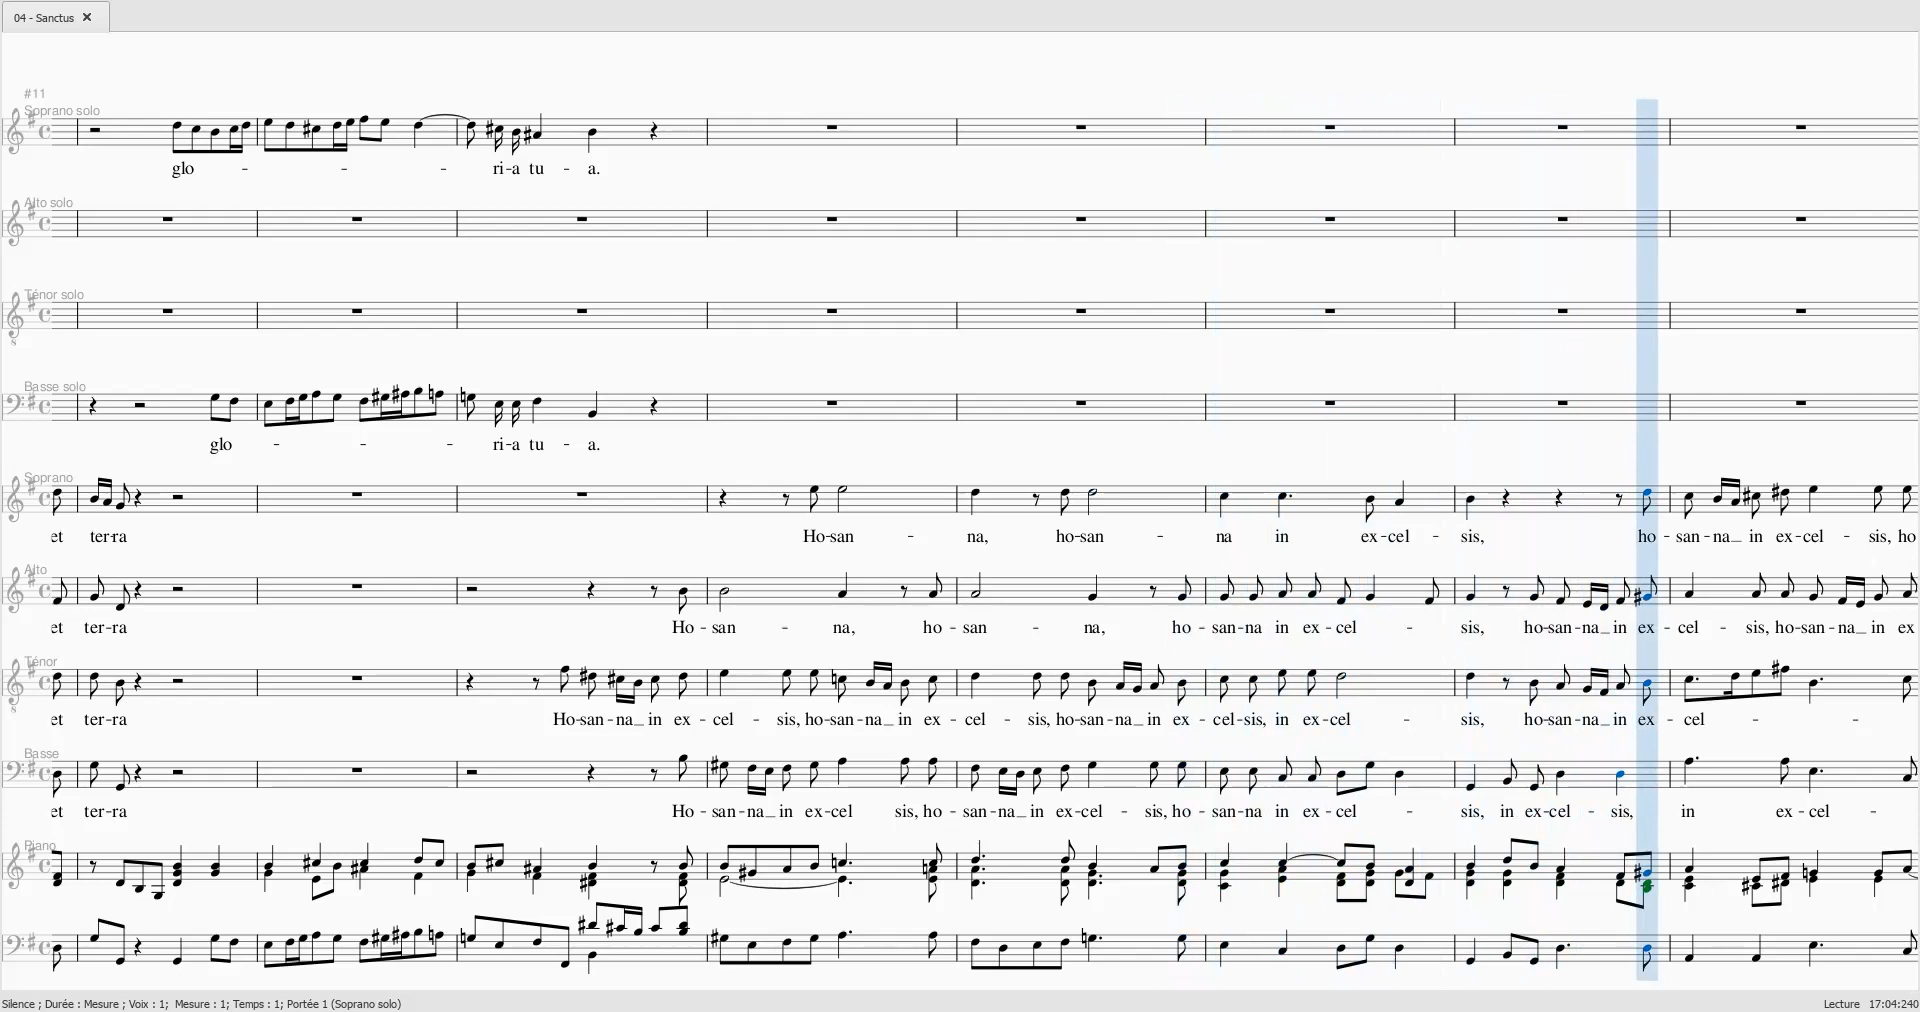 04 - Sanctus ×
#11
Soprano solo
glo - - - - ri-a tu - a.
Alto solo
Ténor solo
Basse solo
glo - - - ri-a tu - a.
Soprano
et ter-ra Ho-san - na, ho-san - na in ex-cel - sis, ho - san-na_ in ex-cel - sis, ho
Alto
et ter-ra Ho-san - na, ho-san - na, ho-san-na in ex-cel - sis, ho-san-na_ in ex-cel - sis, ho-san-na_ in ex
Ténor
et ter-ra Ho-san-na_ in ex-cel - sis, ho-san-na_ in ex-cel - sis, ho-san-na_ in ex-cel-sis, in ex-cel - sis, ho-san-na_ in ex-cel - -
Basse
et ter-ra Ho-san-na_ in ex-cel sis, ho-san-na_ in ex-cel - sis, ho-san-na in ex-cel - sis, in ex-cel - sis, in ex-cel -
Piano
Silence ; Durée : Mesure ; Voix : 1; Mesure : 1; Temps : 1; Portée 1 (Soprano solo) Lecture 17:04:240